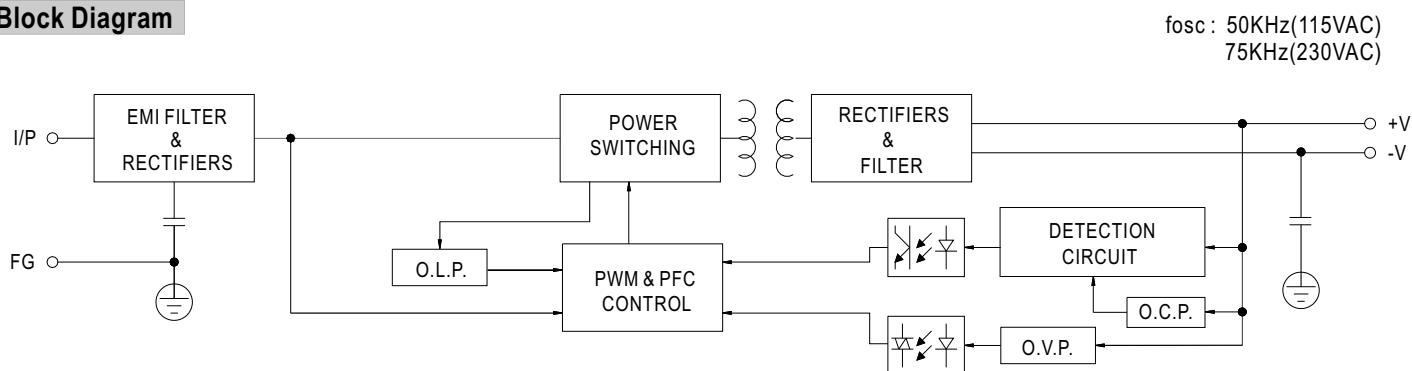 Block Diagram
fosc : 50KHz(115VAC)
75KHz(230VAC)
I/P
EMI FILTER
&
RECTIFIERS
POWER
SWITCHING
RECTIFIERS
&
FILTER
+V
-V
FG
O.L.P.
PWM & PFC
CONTROL
DETECTION
CIRCUIT
O.C.P.
O.V.P.